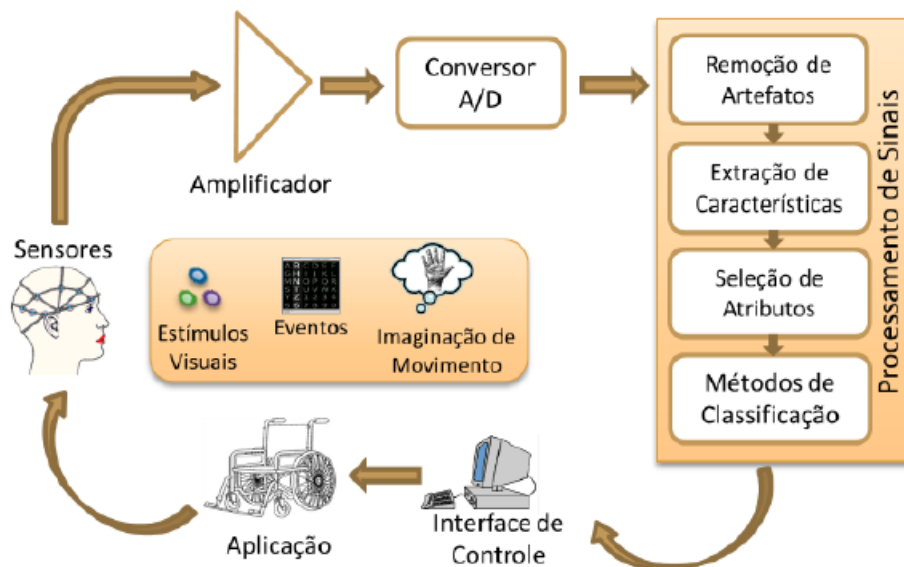 Conversor
A/D
Amplificador
Remoção de
Artefatos
Extração de
Características
Seleção de
Atributos
Métodos de
Classificação
Processamento de Sinais
Sensores
Estímulos
Visuais
Eventos
Imaginação de
Movimento
Aplicação
Interface de
Controle